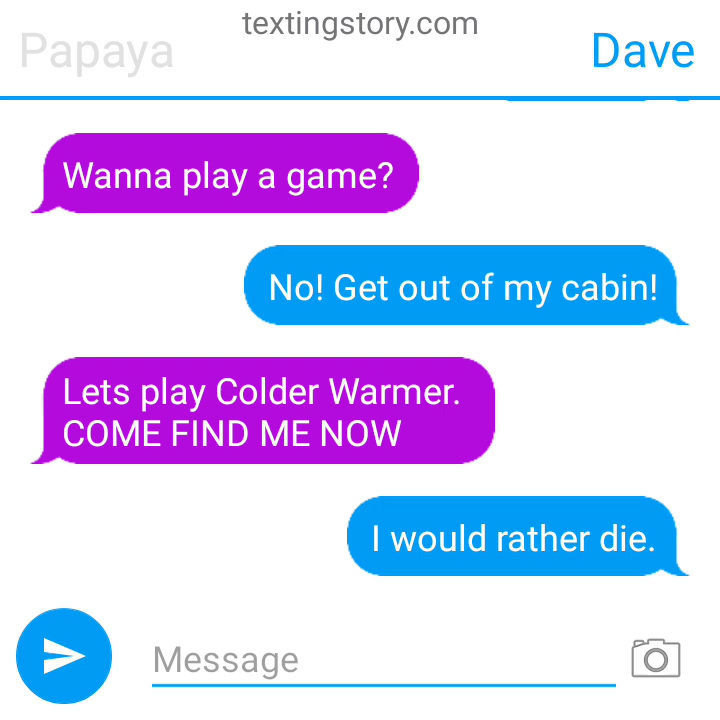 textingstory.com
Papaya
Dave
Wanna play a game?
No! Get out of my cabin!
Lets play Colder Warmer.
COME FIND ME NOW
I would rather die.
Message